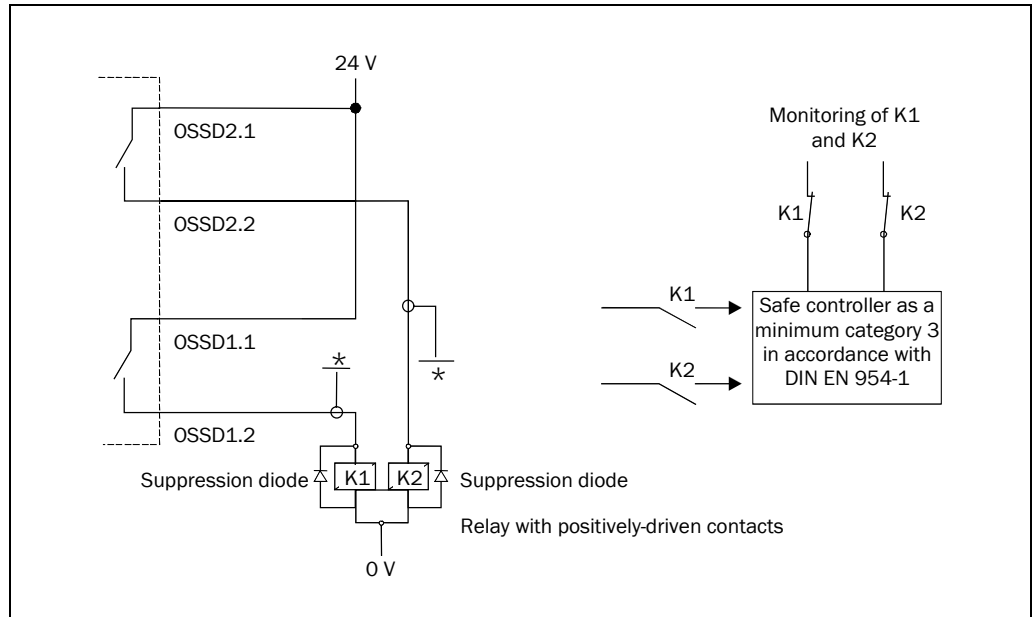 24 V
OSSD2.1
OSSD2.2
OSSD1.1
*
*
OSSD1.2
Suppression diode
K1
K2
Suppression diode
Relay with positively-driven contacts
0 V
Monitoring of K1
and K2
K1
K2
K1
K2
Safe controller as a
minimum category 3
in accordance with
DIN EN 954-1